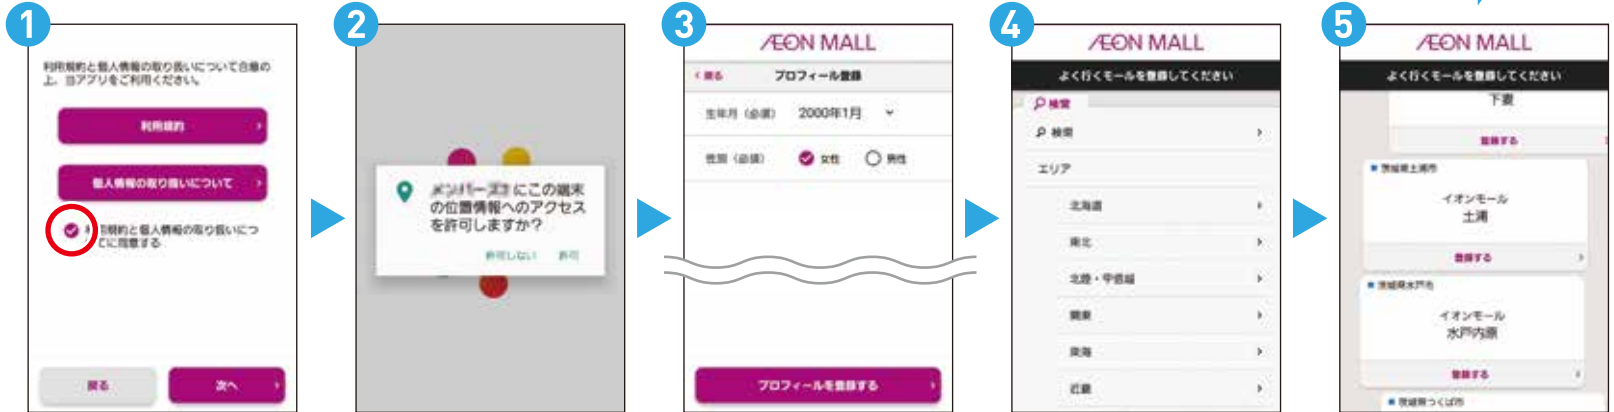 1
利用規約と個人情報の取り扱いについて合意の
上、当アプリをご利用ください。
利用規約
個人情報の取り扱いについて
利用規約と個人情報の取り扱いにつ
いてに同意する
戻る
次へ
2
にこの端末
の位置情報へのアクセス
を許可しますか？
許可しない 許可
3
ÆON MALL
戻る プロフィール登録
生年月（必須） 2000年1月
性別（必須） 女性 男性
プロフィールを登録する
4
ÆON MALL
よく行くモールを登録してください
検索
検索
エリア
北海道
東北
北陸・甲信越
関東
東海
近畿
5
ÆON MALL
よく行くモールを登録してください
下妻
登録する
茨城県土浦市
イオンモール
土浦
登録する
茨城県水戸市
イオンモール
水戸内原
登録する
茨城県つくば市